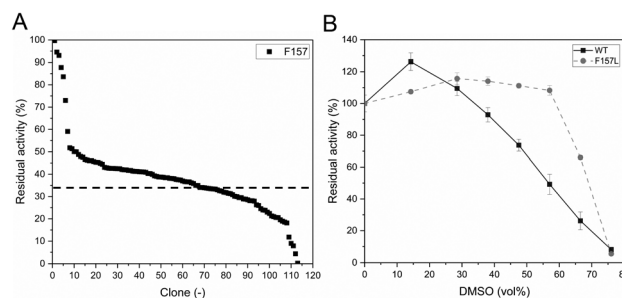 A
F157
100
90
80
70
60
50
40
30
20
10
0
Residual activity (%)
0 10 20 30 40 50 60 70 80 90 100 110 120
Clone (-)
B
WT
F157L
140
120
100
80
60
40
20
0
Residual activity (%)
0 10 20 30 40 50 60 70 80
DMSO (vol%)